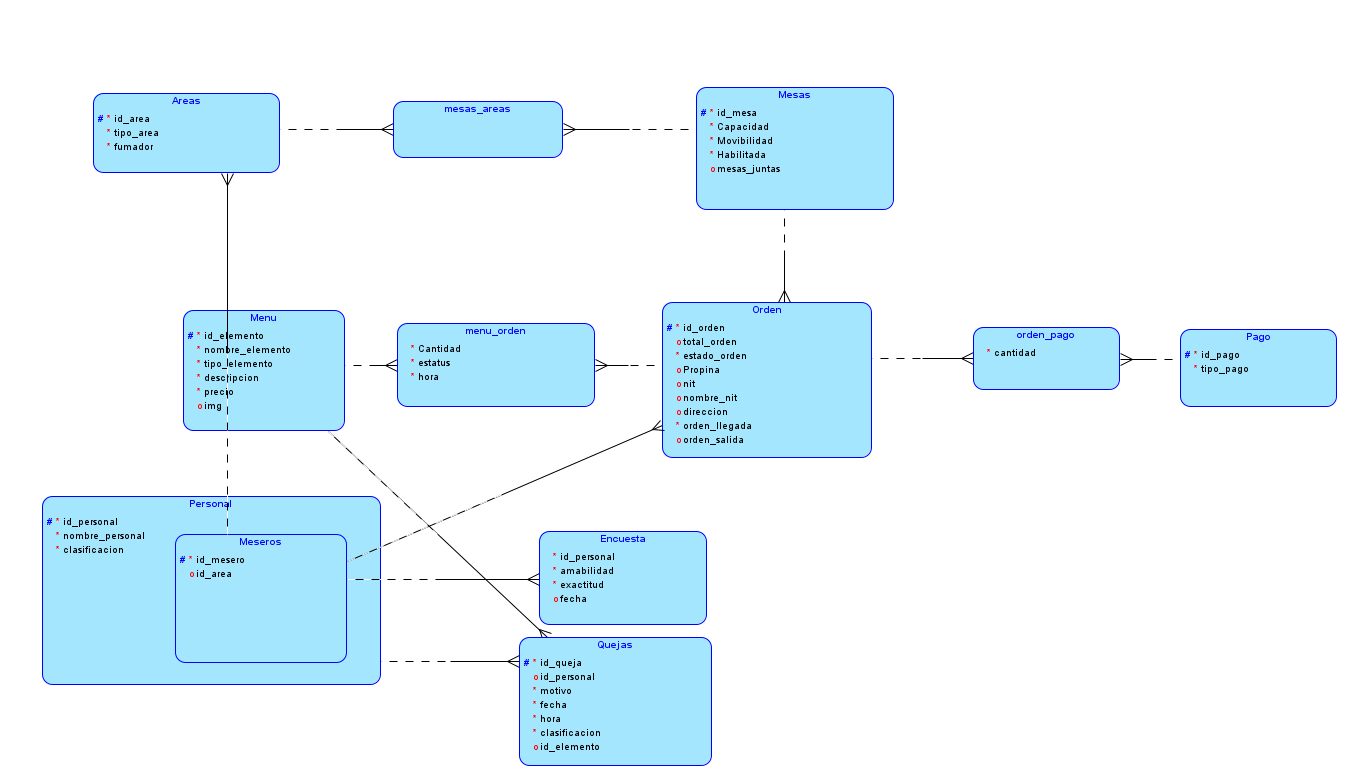 Areas
# * id_area
* tipo_area
* fumador
mesas_areas
Mesas
# * id_mesa
* Capacidad
* Movibilidad
* Habilitada
o mesas_juntas
Menu
# * id_elemento
* nombre_elemento
* tipo_elemento
* descipcion
* precio
o img
menu_orden
* Cantidad
* estatus
* hora
Orden
# * id_orden
o total_orden
* estado_orden
o Propina
o nit
o nombre_nit
o direccion
* orden_llegada
o orden_salida
orden_pago
* cantidad
Pago
# * id_pago
* tipo_pago
Personal
# * id_personal
* nombre_personal
* clasificacion
Meseros
# * id_mesero
o id_area
Encuesta
* id_personal
* amabilidad
* exactitud
o fecha
Quejas
# * id_queja
o id_personal
* motivo
* fecha
* hora
* clasificacion
o id_elemento